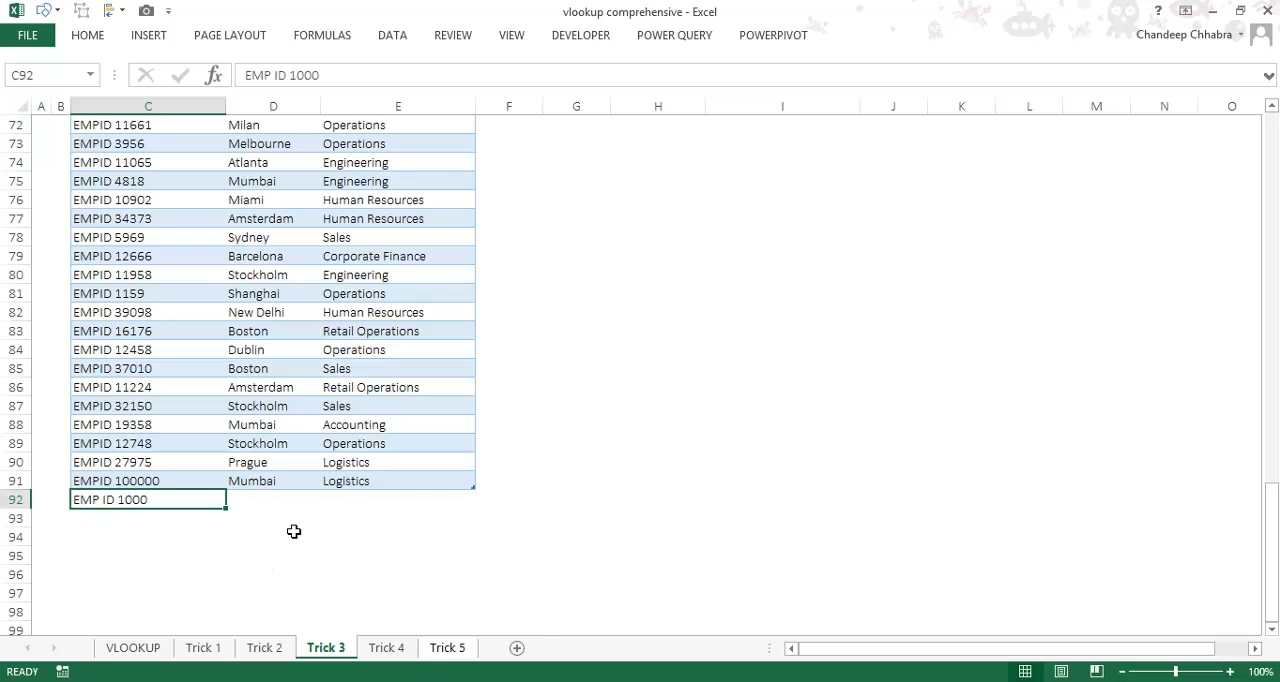 vlookup comprehensive - Excel
?
FILE HOME INSERT PAGE LAYOUT FORMULAS DATA REVIEW VIEW DEVELOPER POWER QUERY POWERPIVOT Chandeep Chhabra
C92 fx EMP ID 1000
A B C D E F G H I J K L M N O
72 EMPID 11661 Milan Operations
73 EMPID 3956 Melbourne Operations
74 EMPID 11065 Atlanta Engineering
75 EMPID 4818 Mumbai Engineering
76 EMPID 10902 Miami Human Resources
77 EMPID 34373 Amsterdam Human Resources
78 EMPID 5969 Sydney Sales
79 EMPID 12666 Barcelona Corporate Finance
80 EMPID 11958 Stockholm Engineering
81 EMPID 1159 Shanghai Operations
82 EMPID 39098 New Delhi Human Resources
83 EMPID 16176 Boston Retail Operations
84 EMPID 12458 Dublin Operations
85 EMPID 37010 Boston Sales
86 EMPID 11224 Amsterdam Retail Operations
87 EMPID 32150 Stockholm Sales
88 EMPID 19358 Mumbai Accounting
89 EMPID 12748 Stockholm Operations
90 EMPID 27975 Prague Logistics
91 EMPID 100000 Mumbai Logistics
92 EMP ID 1000
93
94
95
96
97
98
99
VLOOKUP Trick 1 Trick 2 Trick 3 Trick 4 Trick 5
READY 100%